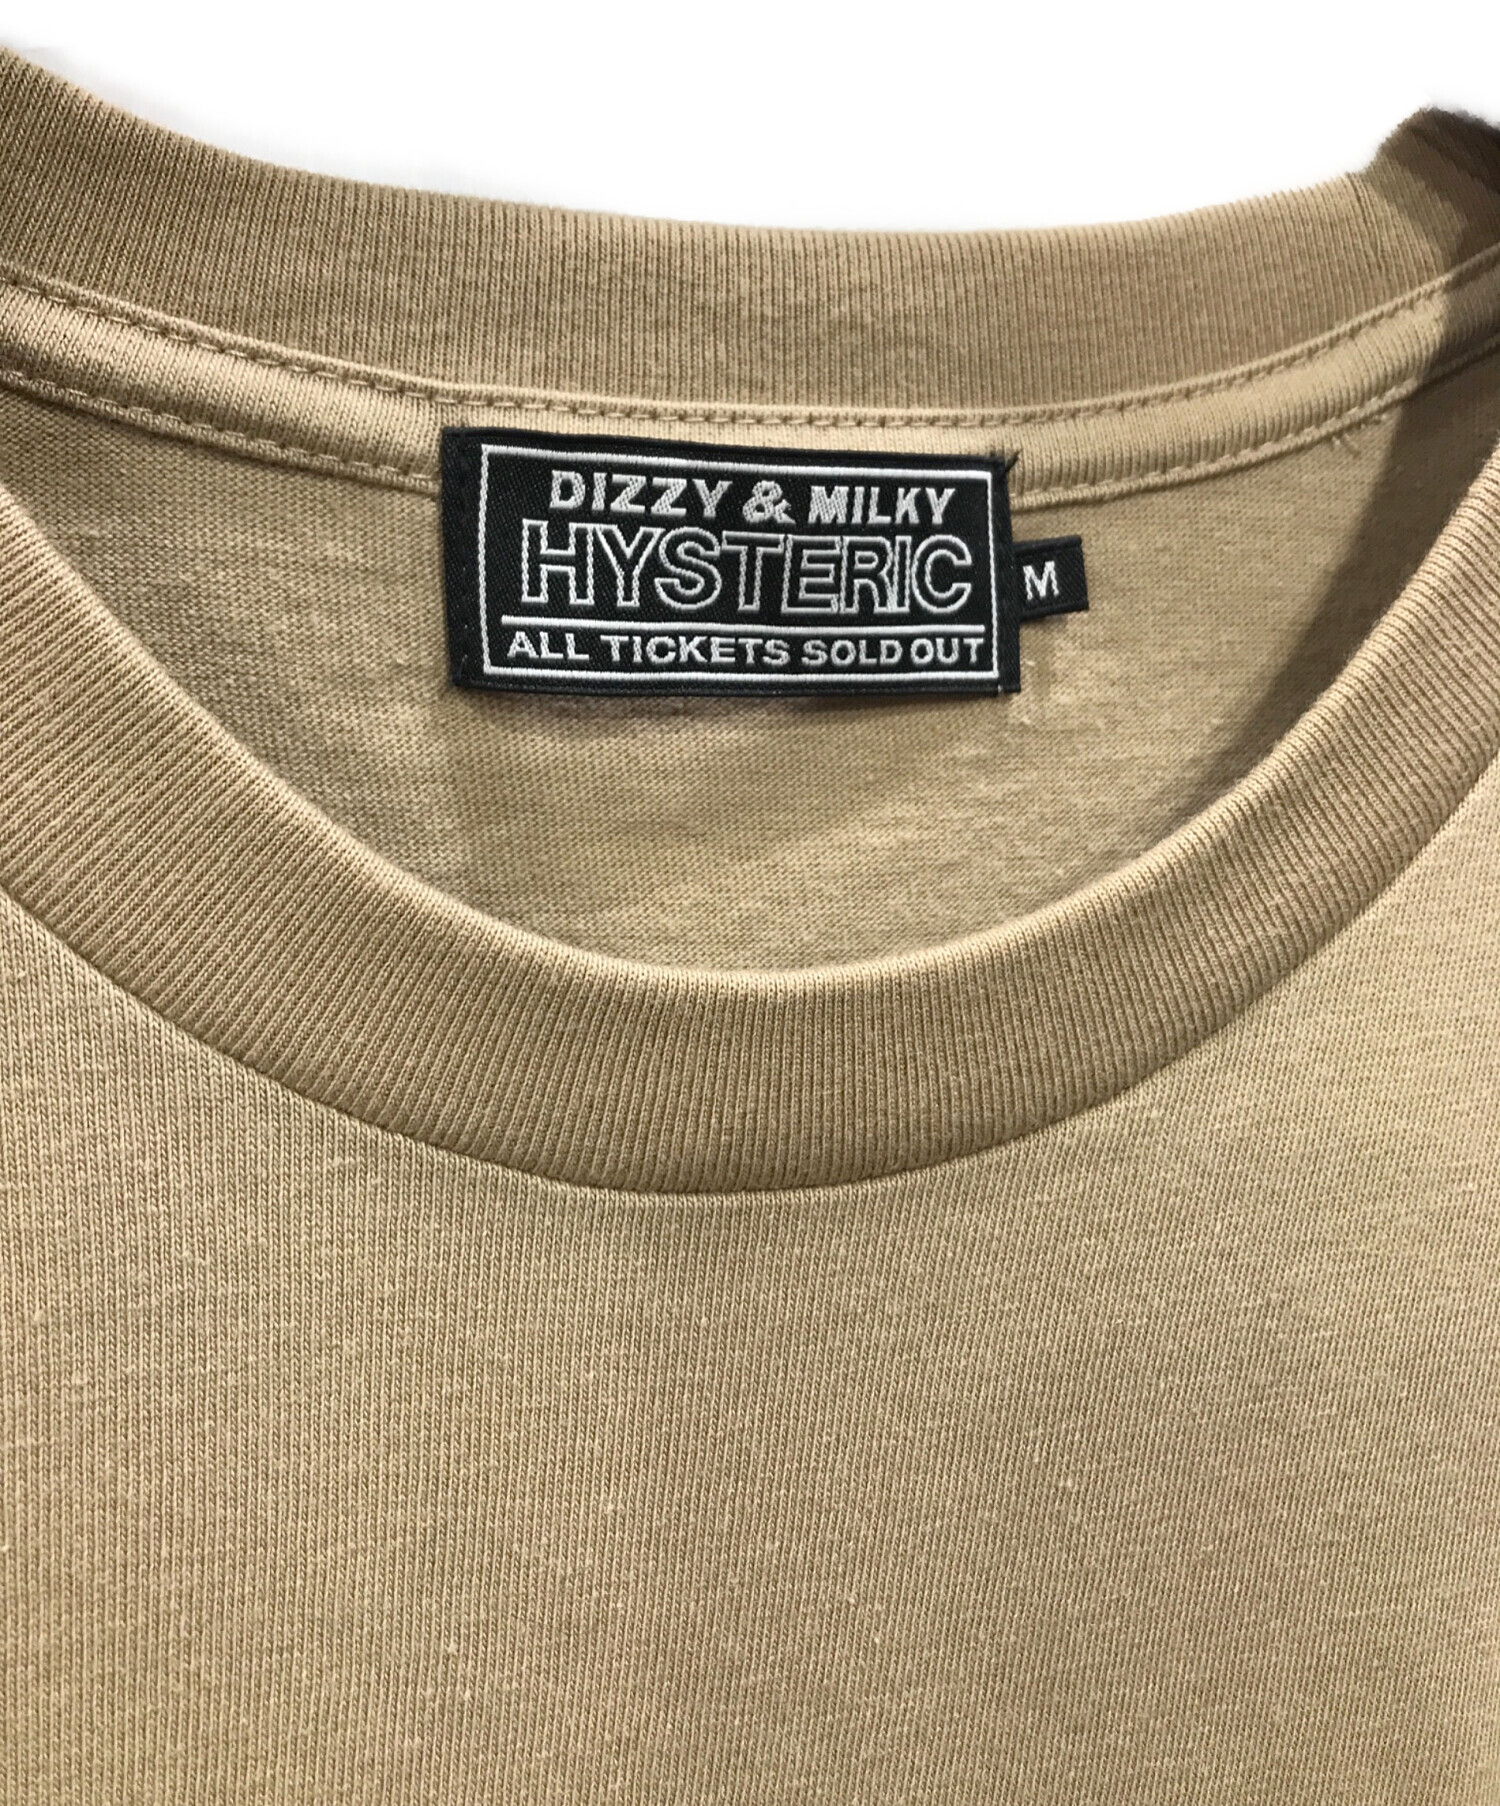 DIZZY & MILKY
HYSTERIC
ALL TICKETS SOLD OUT
M